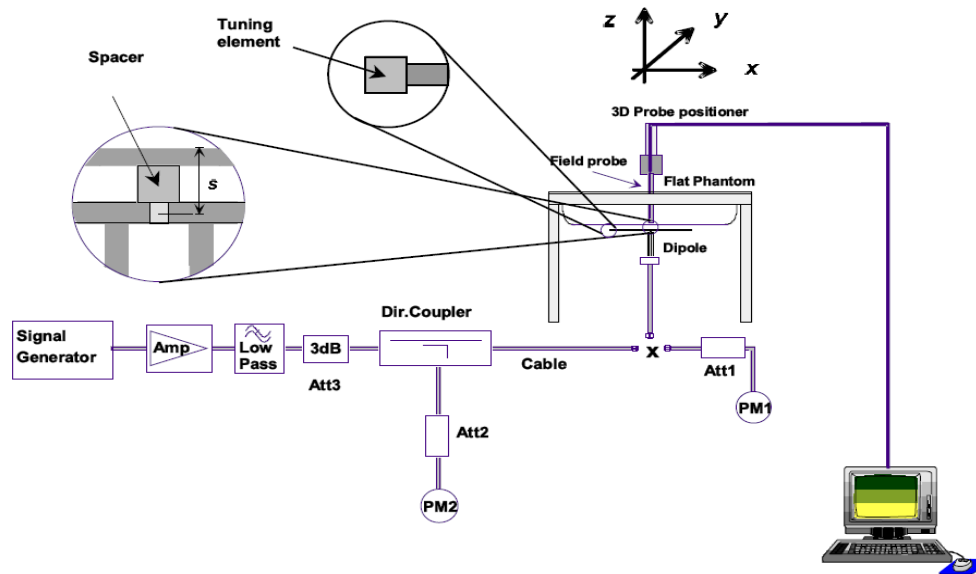 Tuning
element
Spacer
s
z
y
x
3D Probe positioner
Field probe
Flat Phantom
Dipole
Dir.Coupler
Signal
Generator
Amp
Low
Pass
3dB
Att3
Cable
x
Att1
PM1
Att2
PM2